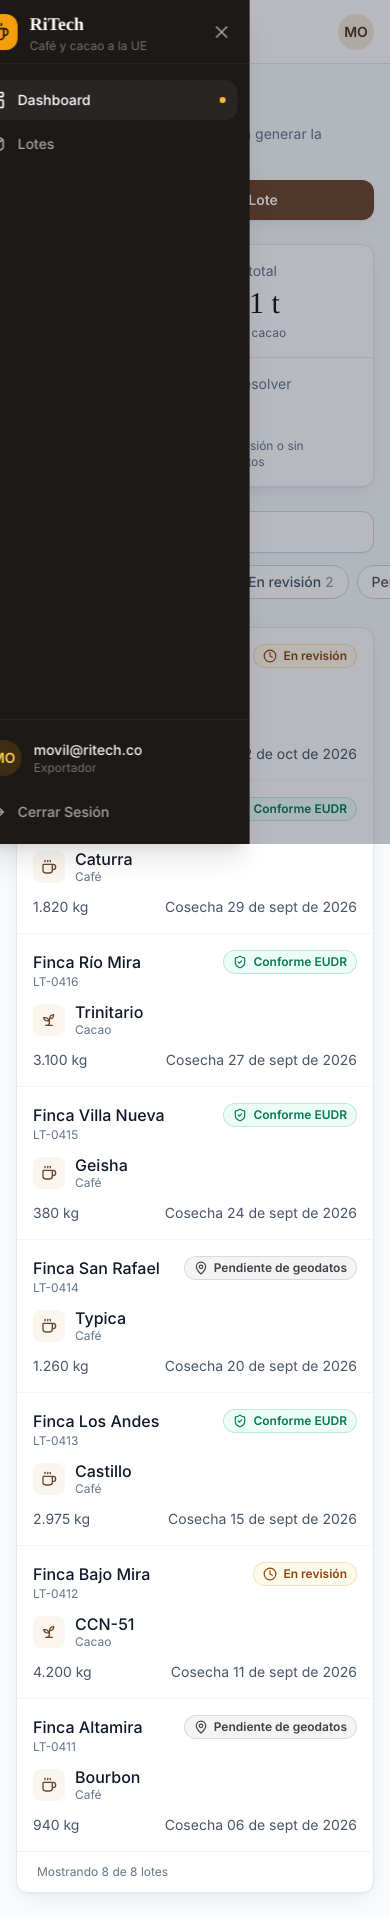 RiTech
Café y cacao a la UE
MO
Dashboard
Lotes
generar la
Lote
total
1 t
cacao
sión o sin
En revisión 2
En revisión
2 de oct de 2026
Conforme EUDR
movil@ritech.co
Exportador
Cerrar Sesión
Caturra
Café
1.820 kg
Cosecha 29 de sept de 2026
Finca Río Mira
Conforme EUDR
LT-0416
Trinitario
Cacao
3.100 kg
Cosecha 27 de sept de 2026
Finca Villa Nueva
Conforme EUDR
LT-0415
Geisha
Café
380 kg
Cosecha 24 de sept de 2026
Finca San Rafael
Pendiente de geodatos
LT-0414
Typica
Café
1.260 kg
Cosecha 20 de sept de 2026
Finca Los Andes
Conforme EUDR
LT-0413
Castillo
Café
2.975 kg
Cosecha 15 de sept de 2026
Finca Bajo Mira
En revisión
LT-0412
CCN-51
Cacao
4.200 kg
Cosecha 11 de sept de 2026
Finca Altamira
Pendiente de geodatos
LT-0411
Bourbon
Café
940 kg
Cosecha 06 de sept de 2026
Mostrando 8 de 8 lotes